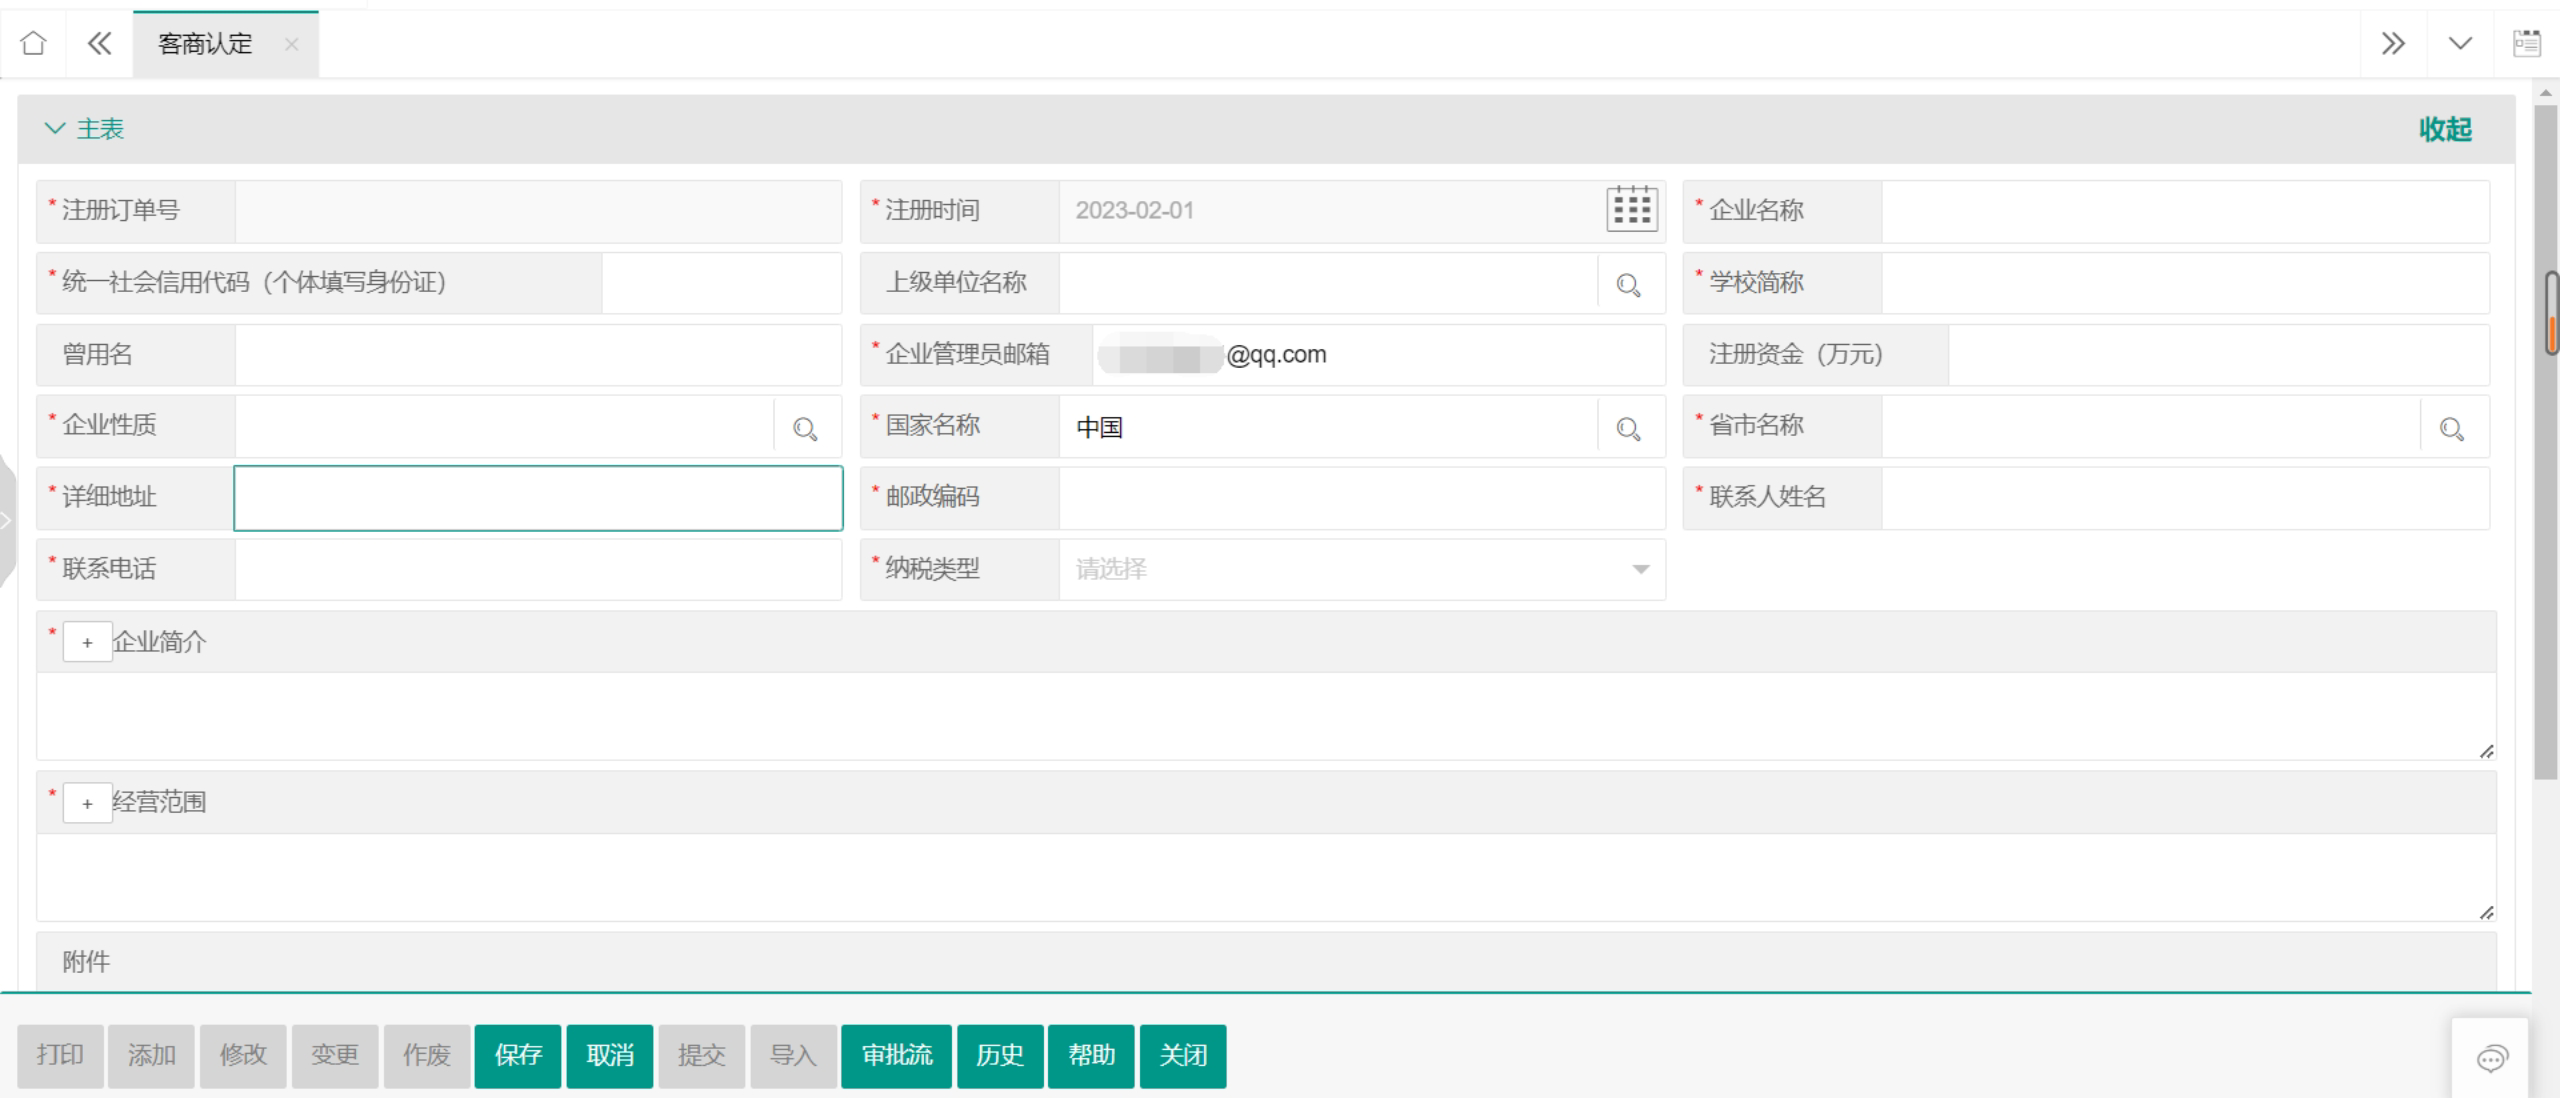 客商认定
主表 收起
* 注册订单号 * 注册时间 2023-02-01 * 企业名称
* 统一社会信用代码（个体填写身份证） 上级单位名称 * 学校简称
曾用名 * 企业管理员邮箱 @qq.com 注册资金（万元）
* 企业性质 * 国家名称 中国 * 省市名称
* 详细地址 * 邮政编码 * 联系人姓名
* 联系电话 * 纳税类型 请选择
* + 企业简介
* + 经营范围
附件
打印 添加 修改 变更 作废 保存 取消 提交 导入 审批流 历史 帮助 关闭